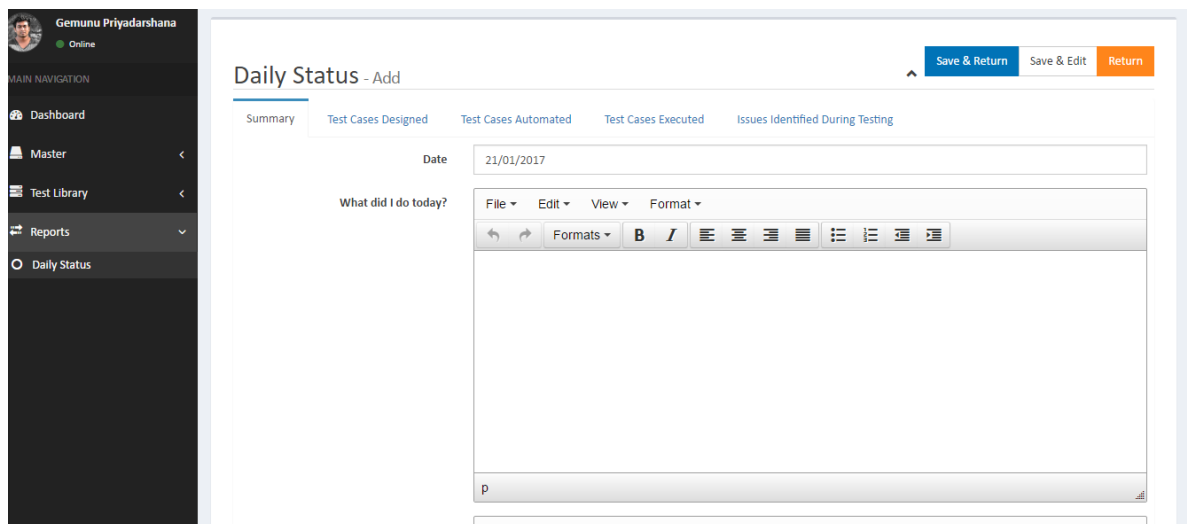 Gemunu Priyadarshana
Online
MAIN NAVIGATION
Dashboard
Master
Test Library
Reports
Daily Status
Daily Status - Add
Save & Return Save & Edit Return
Summary Test Cases Designed Test Cases Automated Test Cases Executed Issues Identified During Testing
Date 21/01/2017
What did I do today?
File Edit View Format
Formats B I
p